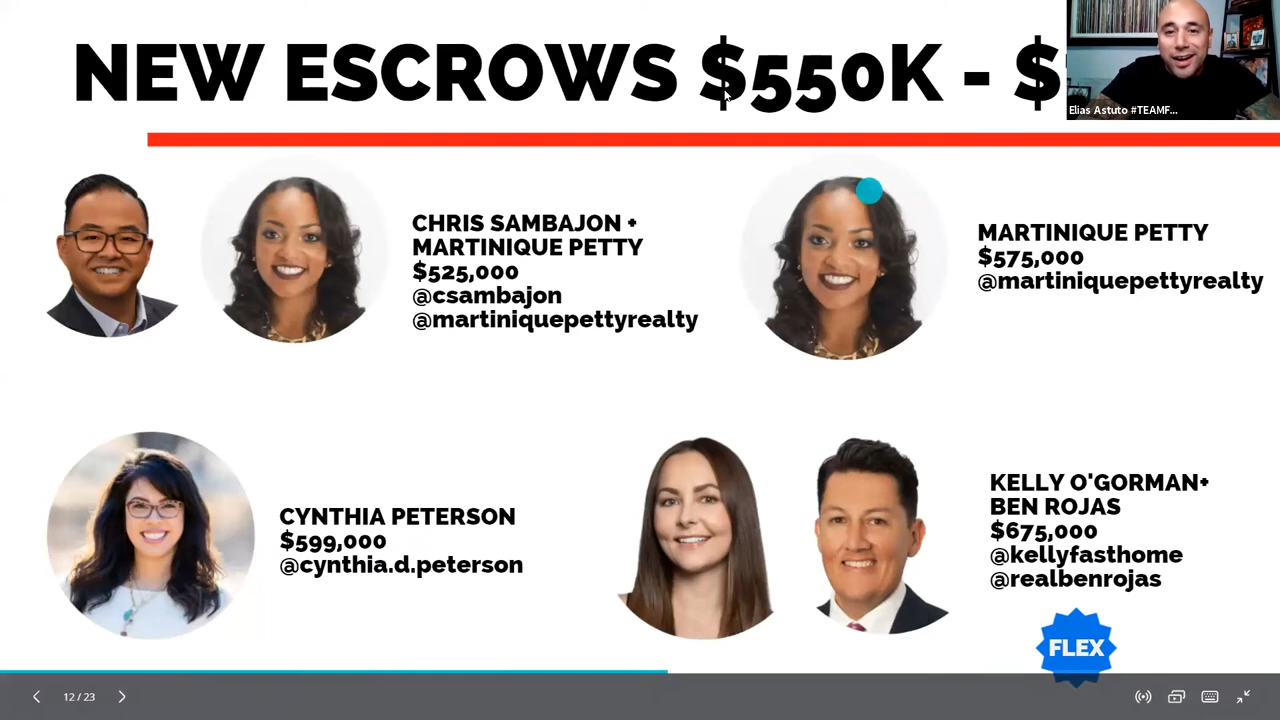 NEW ESCROWS $550K - $
Elias Astuto #TEAMF...
CHRIS SAMBAJON +
MARTINIQUE PETTY
$525,000
@csambajon
@martiniquepettyrealty
MARTINIQUE PETTY
$575,000
@martiniquepettyrealty
CYNTHIA PETERSON
$599,000
@cynthia.d.peterson
KELLY O'GORMAN+
BEN ROJAS
$675,000
@kellyfasthome
@realbenrojas
FLEX
12 / 23